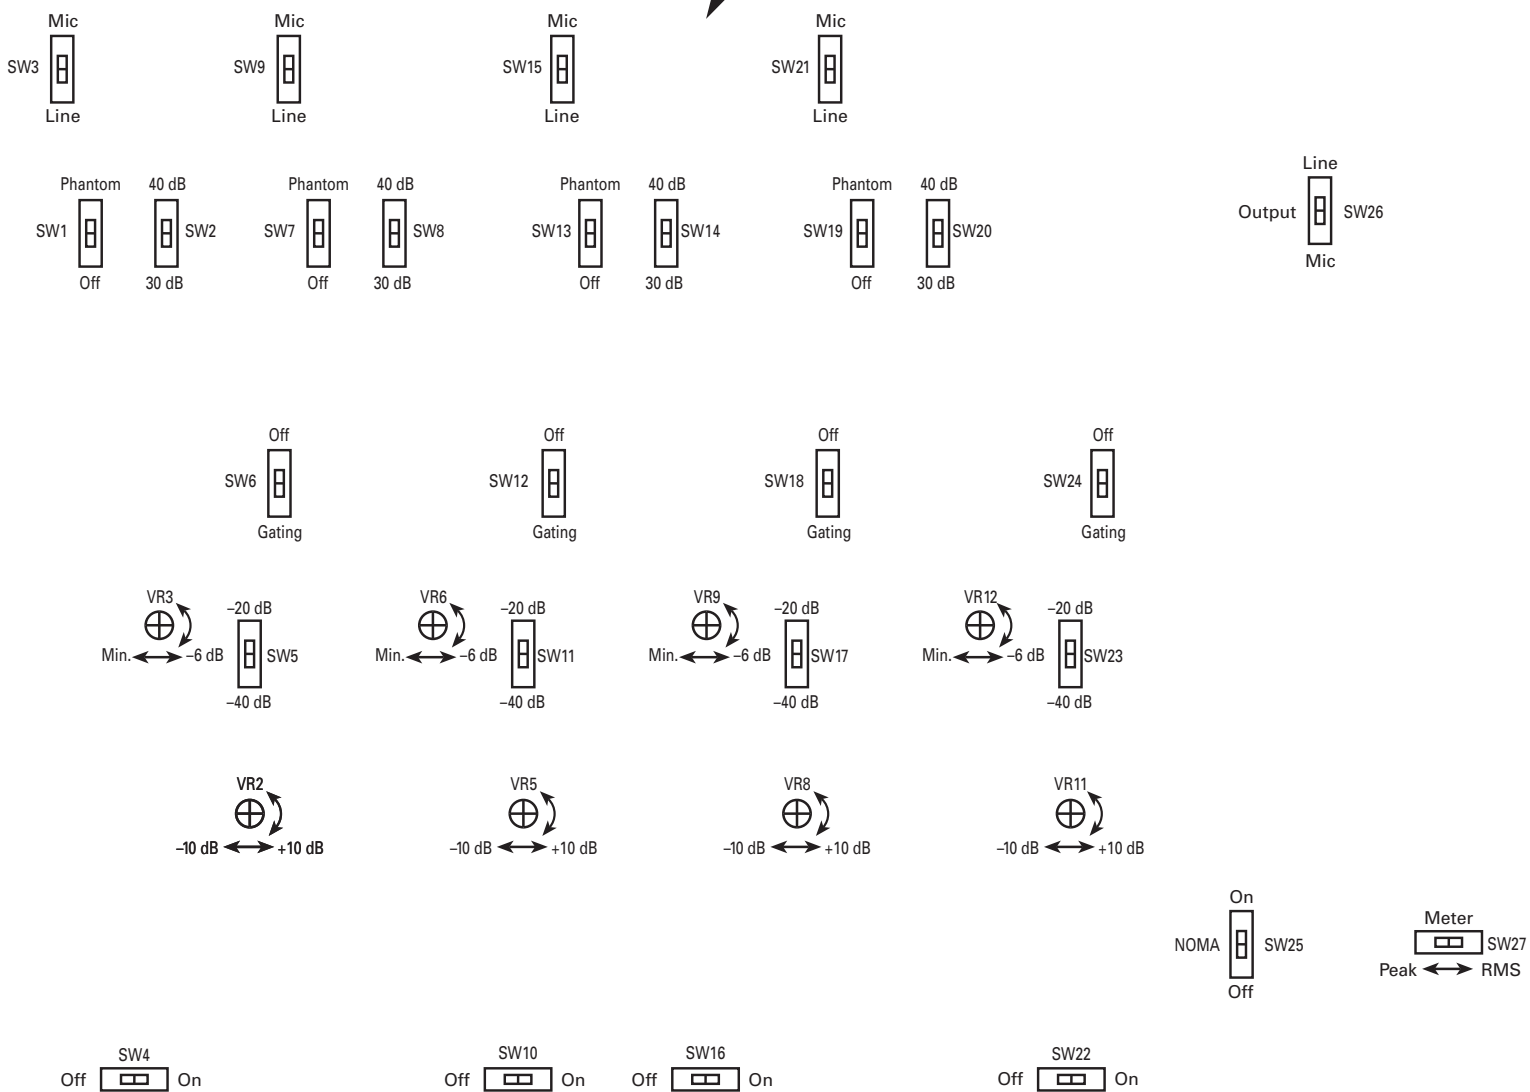 Mic Mic Mic Mic
SW3 SW9 SW15 SW21
Line Line Line Line
Line
Phantom 40 dB Phantom 40 dB Phantom 40 dB Phantom 40 dB
Output SW26
SW1 SW2 SW7 SW8 SW13 SW14 SW19 SW20
Mic
Off 30 dB Off 30 dB Off 30 dB Off 30 dB
Off Off Off Off
SW6 SW12 SW18 SW24
Gating Gating Gating Gating
VR3 VR6 VR9 VR12
–20 dB –20 dB –20 dB –20 dB
Min. –6 dB SW5 Min. –6 dB SW11 Min. –6 dB SW17 Min. –6 dB SW23
–40 dB –40 dB –40 dB –40 dB
VR2 VR5 VR8 VR11
–10 dB +10 dB –10 dB +10 dB –10 dB +10 dB –10 dB +10 dB
On
Meter
NOMA SW25 SW27
Peak RMS
Off
SW4 SW10 SW16 SW22
Off On Off On Off On Off On